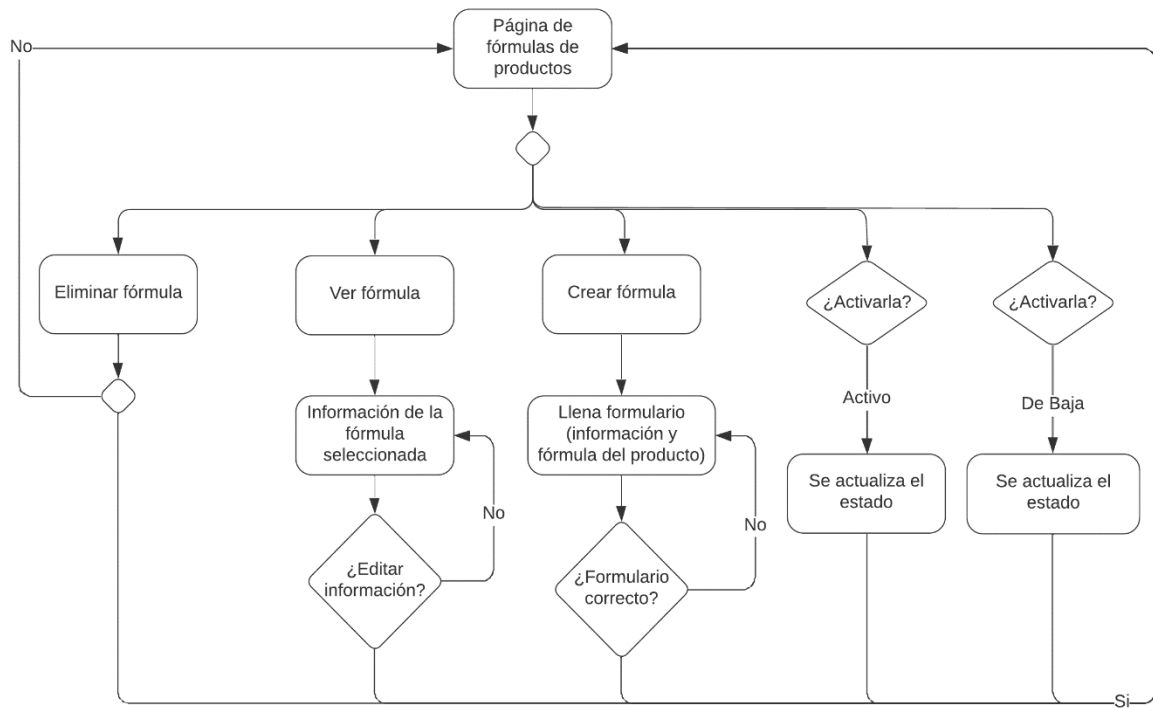 No
Página de
fórmulas de
productos
Eliminar fórmula
Ver fórmula
Crear fórmula
¿Activarla?
¿Activarla?
Activo
De Baja
Información de la
fórmula
seleccionada
Llena formulario
(información y
fórmula del producto)
Se actualiza el
estado
Se actualiza el
estado
No
No
¿Editar
información?
¿Formulario
correcto?
Si